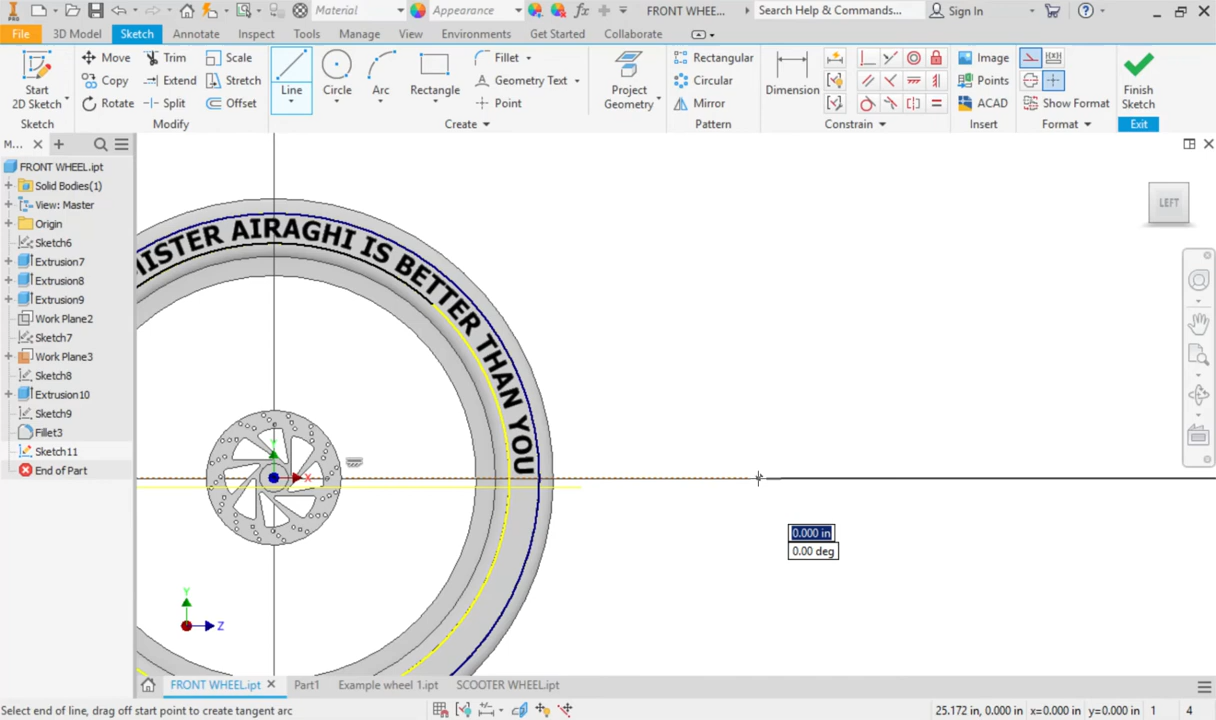 Material
Appearance
FRONT WHEE...
Search Help & Commands...
Sign In
File
3D Model
Sketch
Annotate
Inspect
Tools
Manage
View
Environments
Get Started
Collaborate
Start
2D Sketch
Move
Copy
Rotate
Trim
Extend
Split
Scale
Stretch
Offset
Line
Circle
Arc
Rectangle
Fillet
Geometry Text
Point
Project
Geometry
Rectangular
Circular
Mirror
Dimension
Image
Points
ACAD
Show Format
Finish
Sketch
Sketch
Modify
Create
Pattern
Constrain
Insert
Format
Exit
M...
FRONT WHEEL.ipt
Solid Bodies(1)
View: Master
Origin
Sketch6
Extrusion7
Extrusion8
Extrusion9
Work Plane2
Sketch7
Work Plane3
Sketch8
Extrusion10
Sketch9
Fillet3
Sketch11
End of Part
LEFT
ISTER AIRAGHI IS BETTER THAN YOU
Y
X
0.000 in
0.00 deg
Y
Z
FRONT WHEEL.ipt
Part1
Example wheel 1.ipt
SCOOTER WHEEL.ipt
Select end of line, drag off start point to create tangent arc
25.172 in, 0.000 in
x=0.000 in
y=0.000 in
1
4